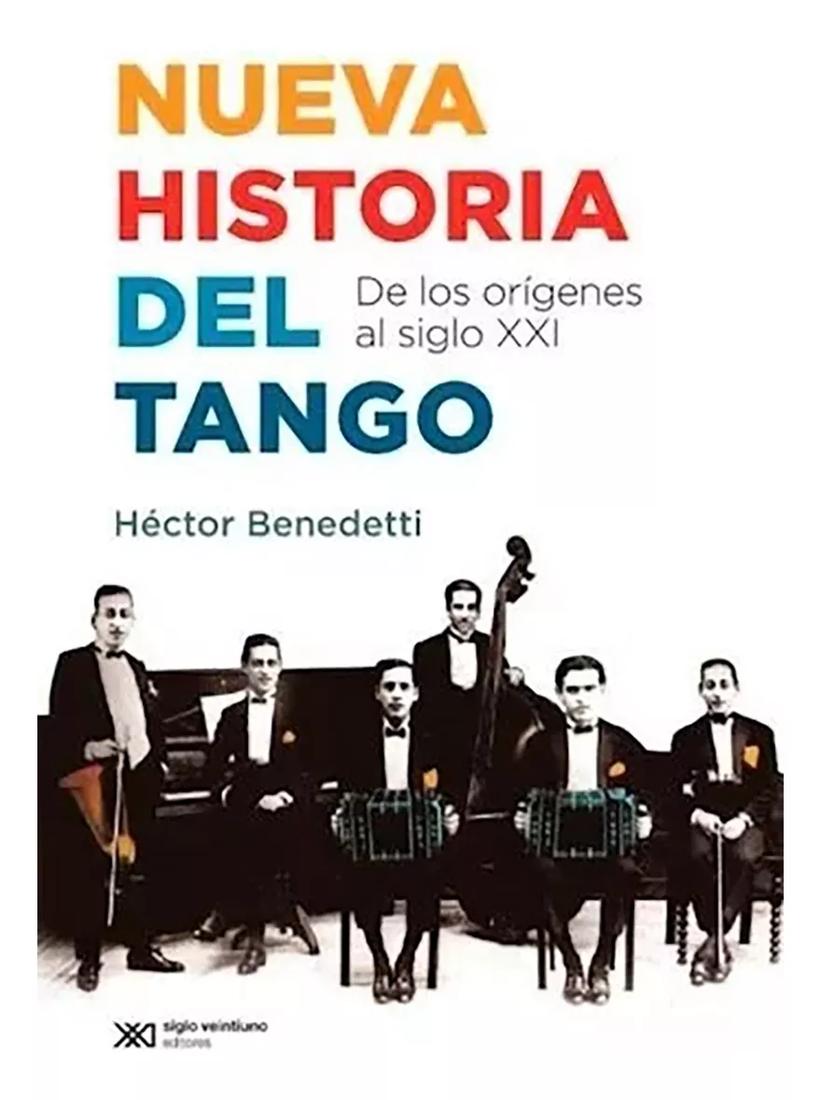 NUEVA
HISTORIA
DEL
De los orígenes
al siglo XXI
TANGO
Héctor Benedetti
siglo veintiuno
editores